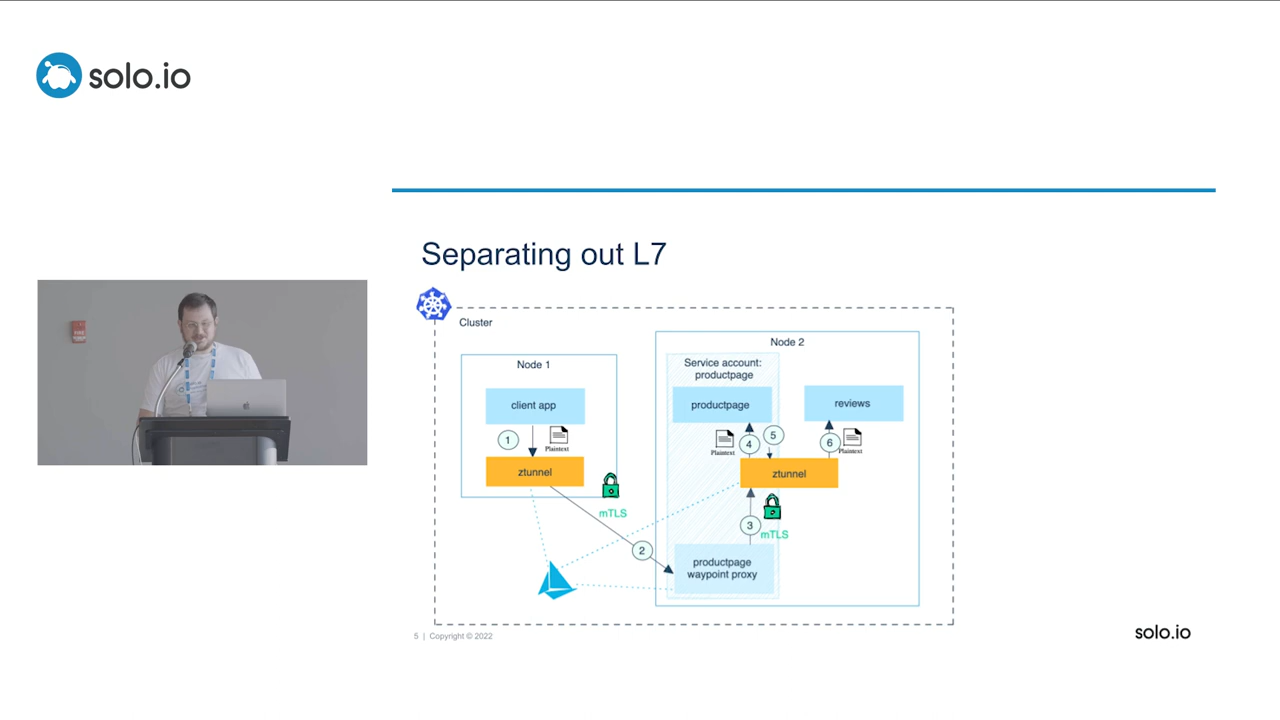 solo.io
Separating out L7
Cluster
Node 1
client app
1
Plaintext
ztunnel
mTLS
2
Node 2
Service account:
productpage
productpage
reviews
Plaintext
4
5
6
Plaintext
ztunnel
3
mTLS
productpage
waypoint proxy
5 | Copyright © 2022
solo.io